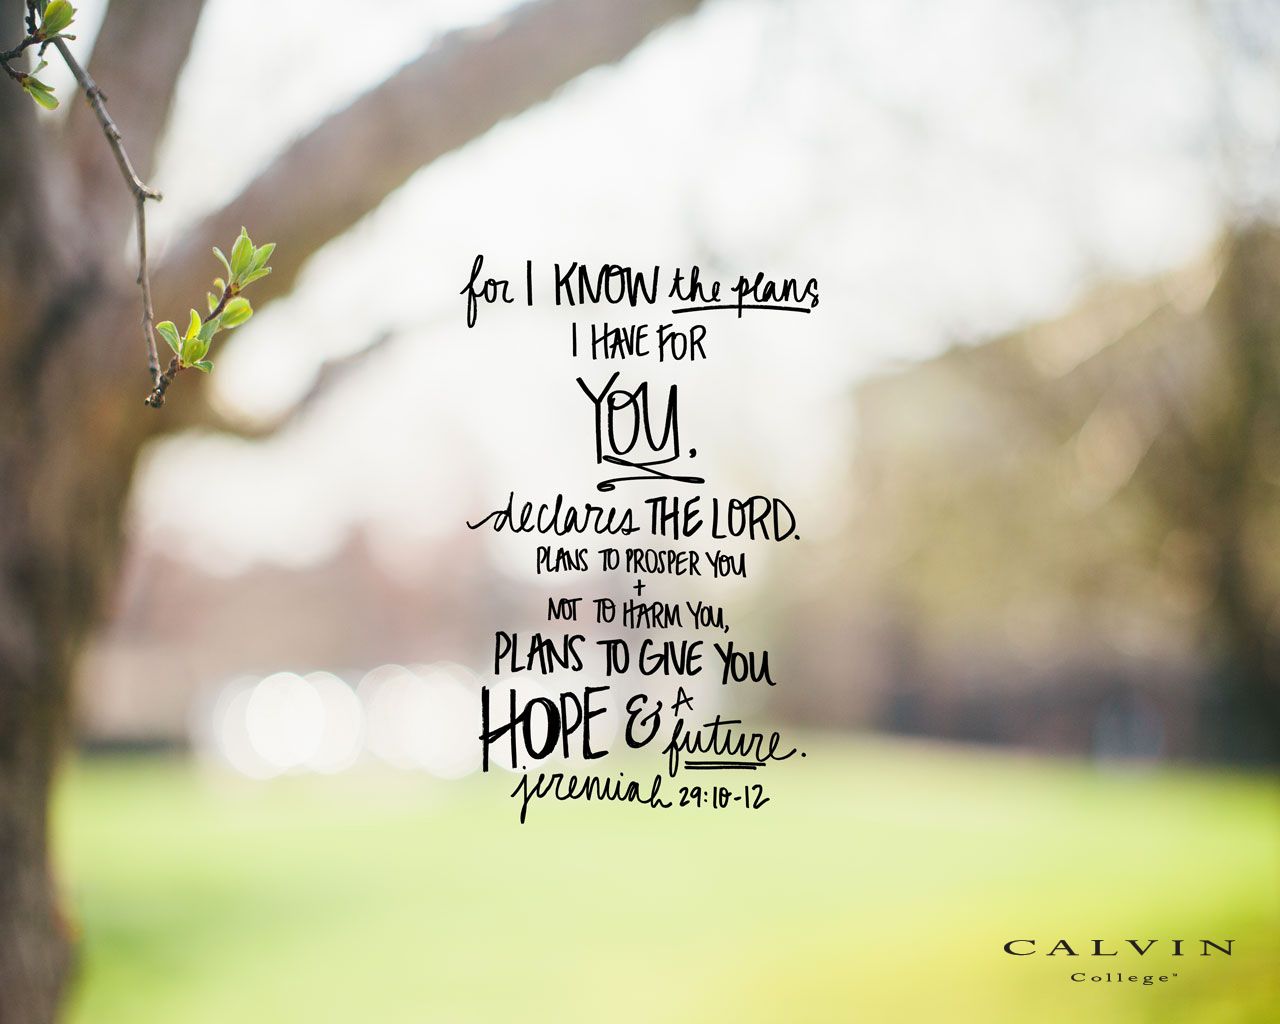 for I KNOW the plans
I HAVE FOR
YOU.
declares THE LORD.
PLANS TO PROSPER YOU
+
NOT TO HARM YOU,
PLANS TO GIVE YOU
HOPE & A future.
jeremiah 29:10-12
CALVIN
College™